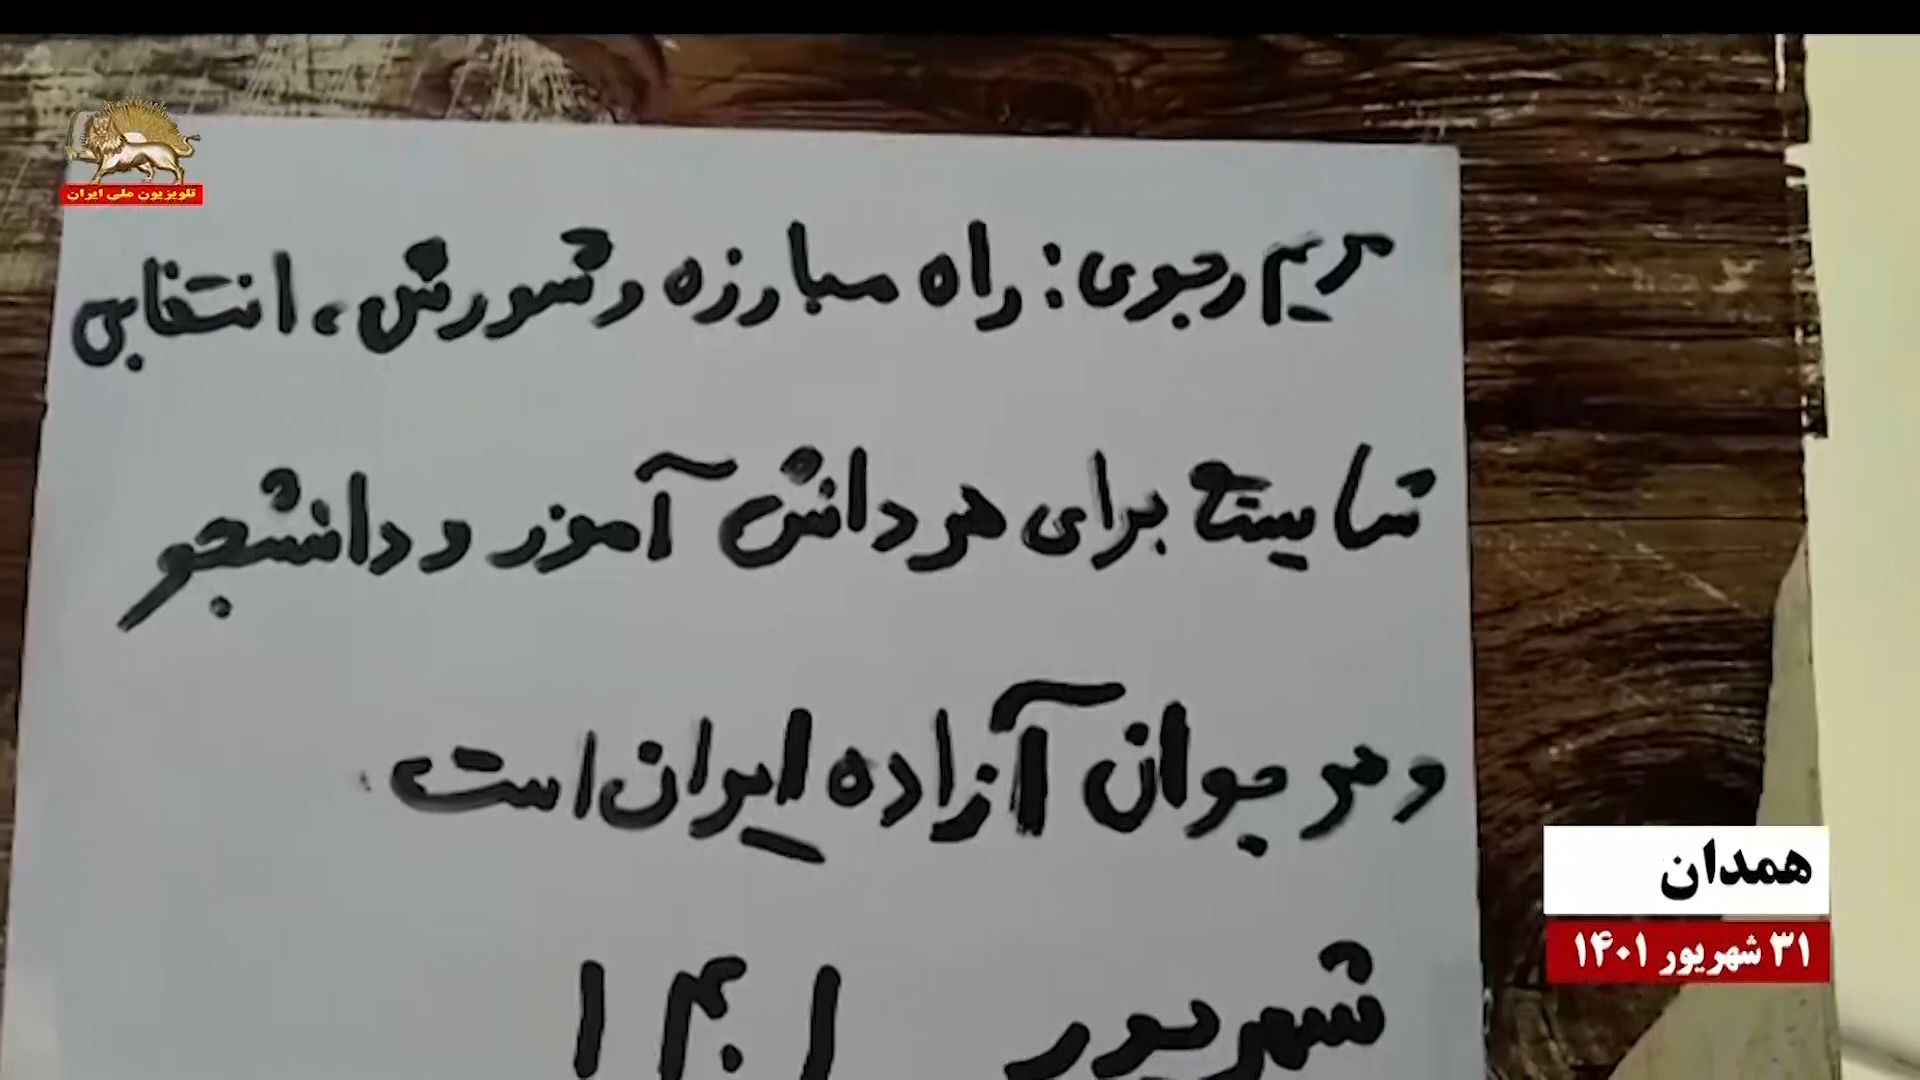 تلویزیون ملی ایران
مریم رجوی: راه مبارزه و شورش، انتخابی
شایسته برای هر دانش آموز و دانشجو
و هر جوان آزاده ایران است
شهریور ۱۴۰۱
همدان
۳۱ شهریور ۱۴۰۱